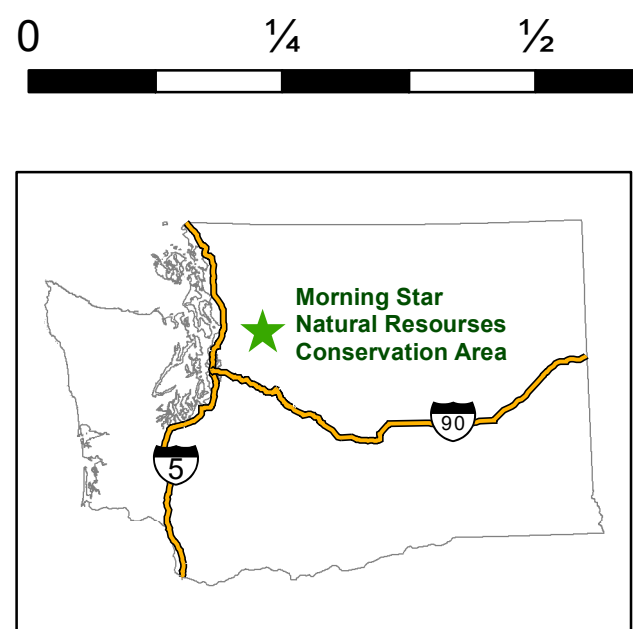 0 ¼ ½
Morning Star
Natural Resourses
Conservation Area
90
5